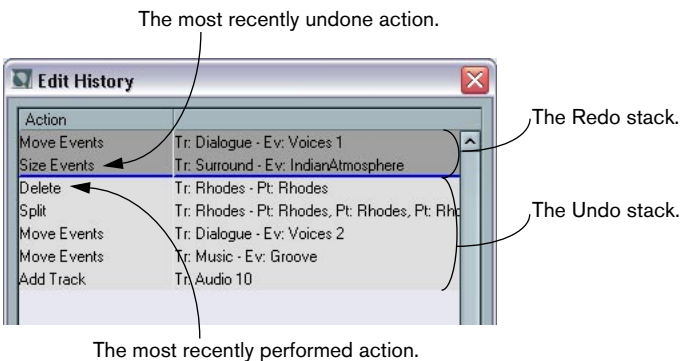 The most recently undone action.
Edit History
Action
Move Events Tr: Dialogue - Ev: Voices 1
Size Events Tr: Surround - Ev: IndianAtmosphere
Delete Tr: Rhodes - Pt: Rhodes
Split Tr: Rhodes - Pt: Rhodes, Pt: Rhodes, Pt: Rho
Move Events Tr: Dialogue - Ev: Voices 2
Move Events Tr: Music - Ev: Groove
Add Track Tr: Audio 10
The Redo stack.
The Undo stack.
The most recently performed action.